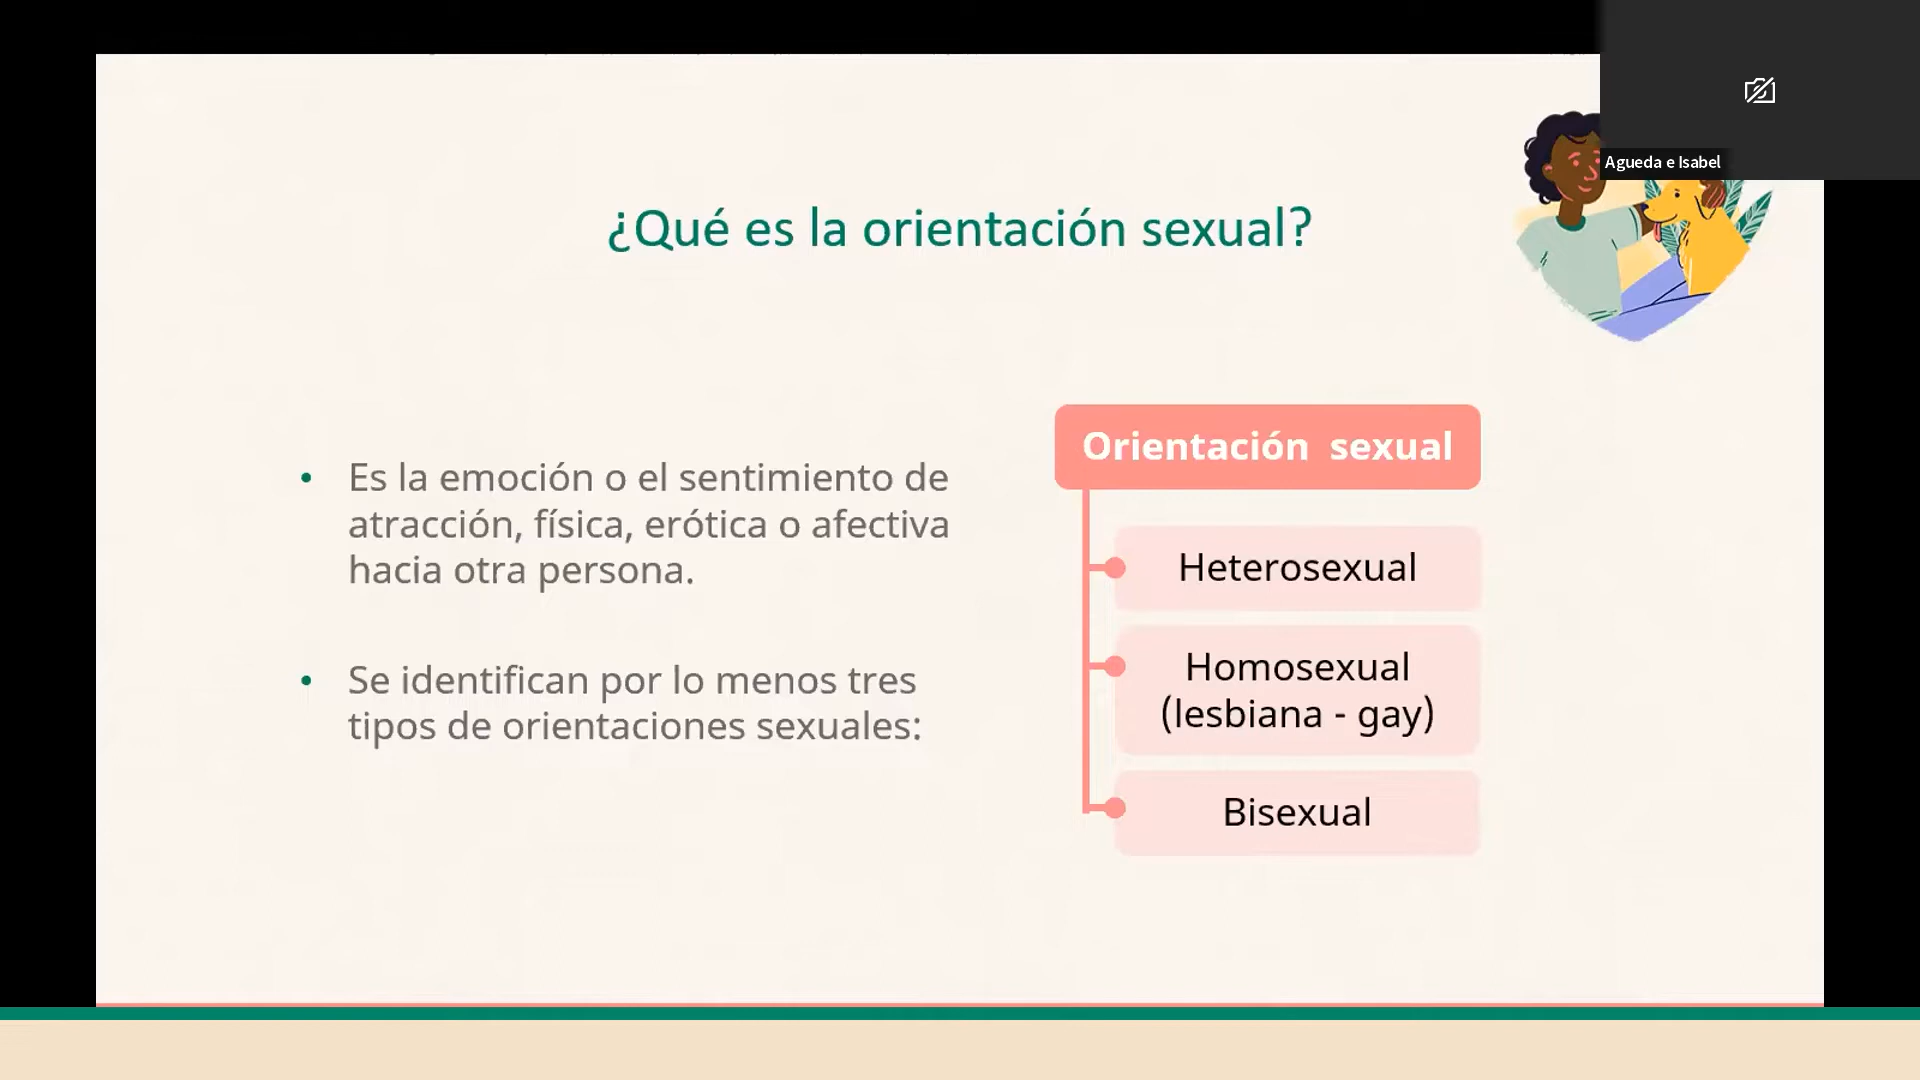 Agueda e Isabel
¿Qué es la orientación sexual?
• Es la emoción o el sentimiento de
atracción, física, erótica o afectiva
hacia otra persona.
• Se identifican por lo menos tres
tipos de orientaciones sexuales:
Orientación sexual
Heterosexual
Homosexual
(lesbiana - gay)
Bisexual